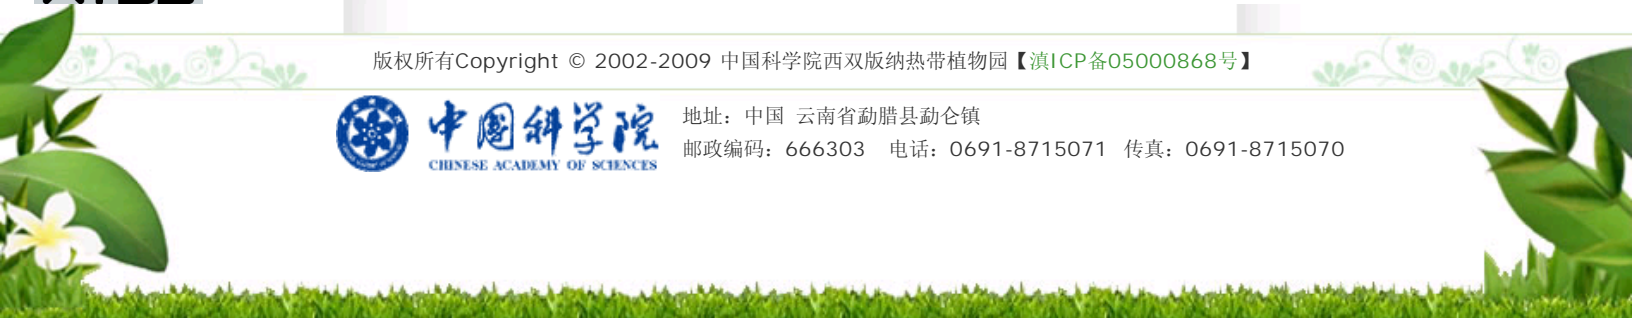 版权所有Copyright © 2002-2009 中国科学院西双版纳热带植物园【滇ICP备05000868号】
中国科学院
CHINESE ACADEMY OF SCIENCES
地址：中国 云南省勐腊县勐仑镇
邮政编码：666303 电话：0691-8715071 传真：0691-8715070